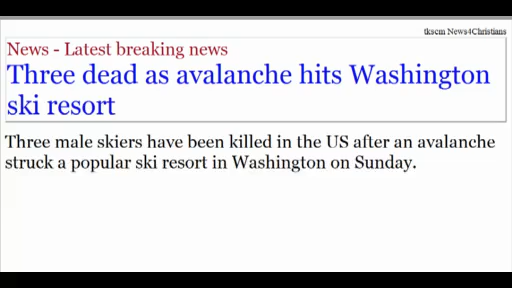 tkscm News4Christians
News - Latest breaking news
Three dead as avalanche hits Washington
ski resort
Three male skiers have been killed in the US after an avalanche
struck a popular ski resort in Washington on Sunday.